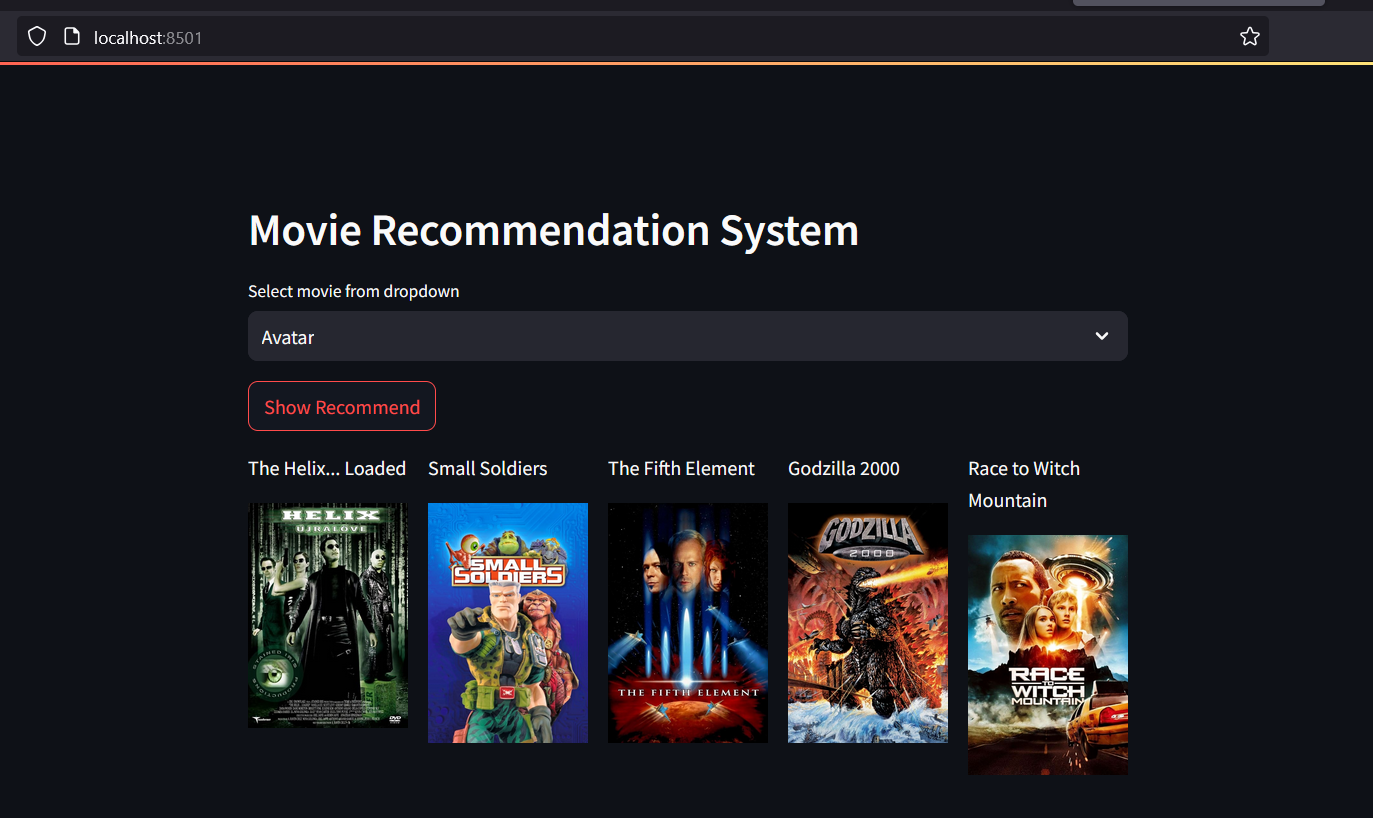 localhost:8501
Movie Recommendation System
Select movie from dropdown
Avatar
Show Recommend
The Helix... Loaded
Small Soldiers
The Fifth Element
Godzilla 2000
Race to Witch
Mountain
HELIX
ÚJRALÖVE
DVD
SMALL
SOLDIERS
THE FIFTH ELEMENT
GODZILLA
2000
RACE
TO
WITCH
MOUNTAIN